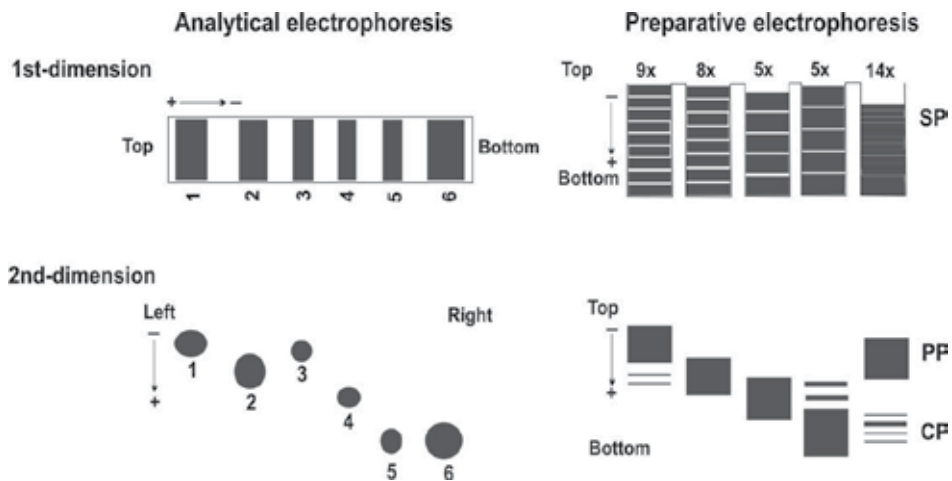 Analytical electrophoresis
Preparative electrophoresis
1st-dimension
Top 9x 8x 5x 5x 14x
+ → −
− SP
Top Bottom
+
Bottom
1 2 3 4 5 6
2nd-dimension
Left Right
Top
− −
1 3 PP
2
+ +
4
CP
Bottom
5 6